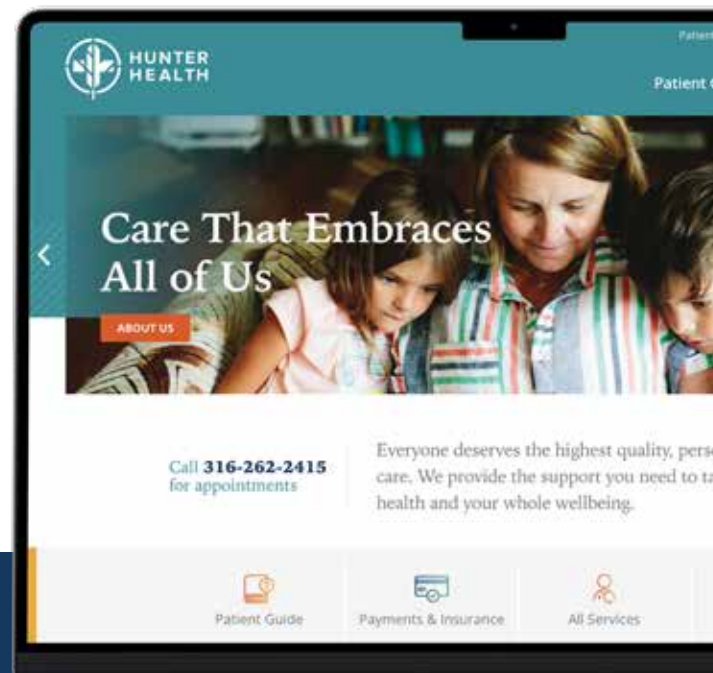 HUNTER
HEALTH
Patient
Patient
Care That Embraces
All of Us
ABOUT US
Call 316-262-2415
for appointments
Everyone deserves the highest quality,
care. We provide the support you need to
health and your whole wellbeing.
Patient Guide
Payments & Insurance
All Services